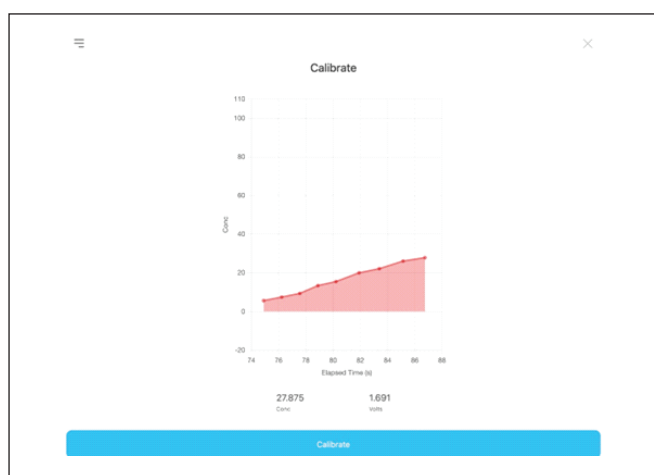 Calibrate
110
100
80
60
40
20
0
-20
Conc
74 76 78 80 82 84 86 88
Elapsed Time (s)
27.875 1.691
Conc Volts
Calibrate